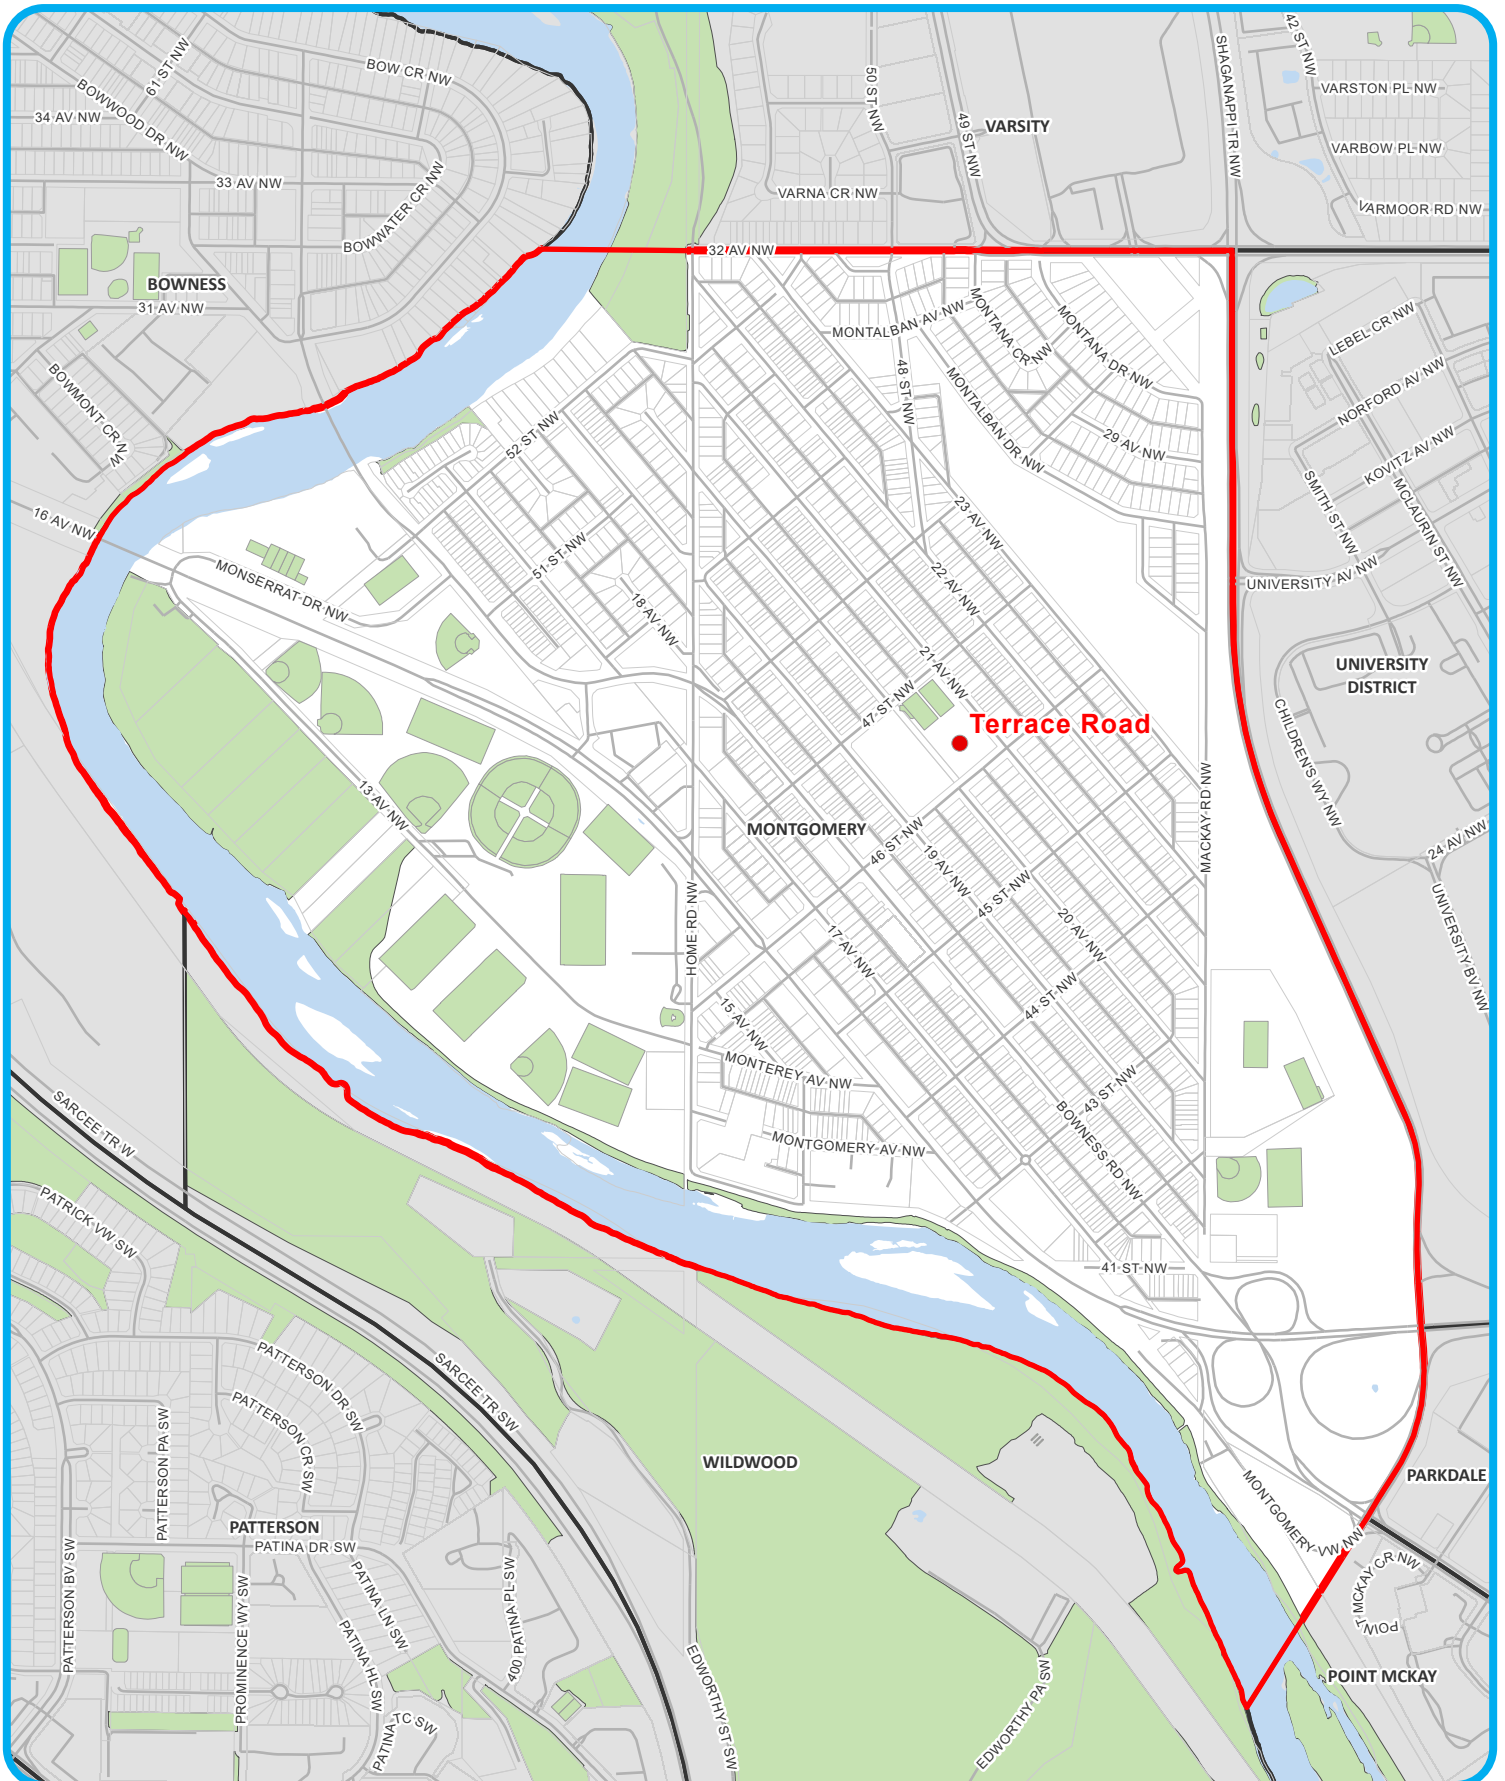 42 ST NW
61 ST NW
BOW CR NW
50 ST NW
SHAGANAPPI TR NW
BOWWOOD DR NW
VARSTON PL NW
34 AV NW
49 ST NW
VARSITY
VARBOW PL NW
33 AV NW
VARNA CR NW
BOWWATER CR NW
VARMOOR RD NW
32 AV NW
BOWNESS
31 AV NW
MONTALBAN AV NW
MONTANA CR NW
MONTANA DR NW
LEBEL CR NW
BOWMONT CR N
W
48 ST NW
MONTALBAN DR NW
NORFORD AV NW
52 ST NW
29 AV NW
KOVITZ AV NW
16 AV NW
23 AV NW
SMITH ST NW
MCLAURIN ST NW
51 ST NW
MONSERRAT DR NW
22 AV NW
UNIVERSITY AV NW
18 AV NW
21 AV NW
UNIVERSITY
DISTRICT
47 ST NW
Terrace Road
CHILDREN'S WY NW
13 AV NW
MACKAY RD NW
MONTGOMERY
46 ST NW
24 AV NW
19 AV NW
45 ST NW
HOME RD NW
17 AV NW
20 AV NW
UNIVERSITY BV NW
44 ST NW
15 AV NW
MONTEREY AV NW
43 ST NW
SARCEE TR W
BOWNESS RD NW
MONTGOMERY AV NW
PATRICK VW SW
41 ST NW
PATTERSON DR SW
SARCEE TR SW
PATTERSON CR SW
PATTERSON PA SW
WILDWOOD
PARKDALE
MONTGOMERY VW NW
PATTERSON
PATINA DR SW
PATTERSON BV SW
PROMINENCE WY SW
PATINA LN SW
400 PATINA PL SW
POINT MCKAY CR NW
PATINA HL SW
EDWORTHY ST SW
EDWORTHY PA SW
POINT MCKAY
PATINA TC SW